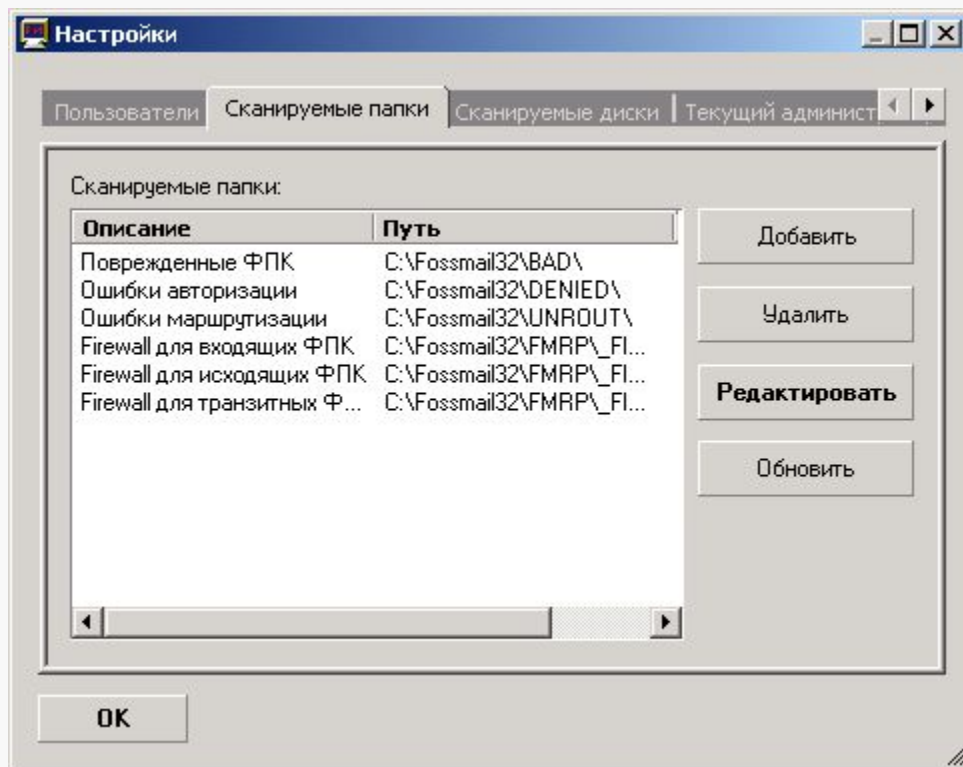 Настройки
Пользователи Сканируемые папки Сканируемые диски Текущий админист
Сканируемые папки:
Описание Путь
Поврежденные ФПК C:\Fossmail32\BAD\
Ошибки авторизации C:\Fossmail32\DENIED\
Ошибки маршрутизации C:\Fossmail32\UNROUT\
Firewall для входящих ФПК C:\Fossmail32\FMRP\_FI...
Firewall для исходящих ФПК C:\Fossmail32\FMRP\_FI...
Firewall для транзитных Ф... C:\Fossmail32\FMRP\_FI...
Добавить
Удалить
Редактировать
Обновить
OK